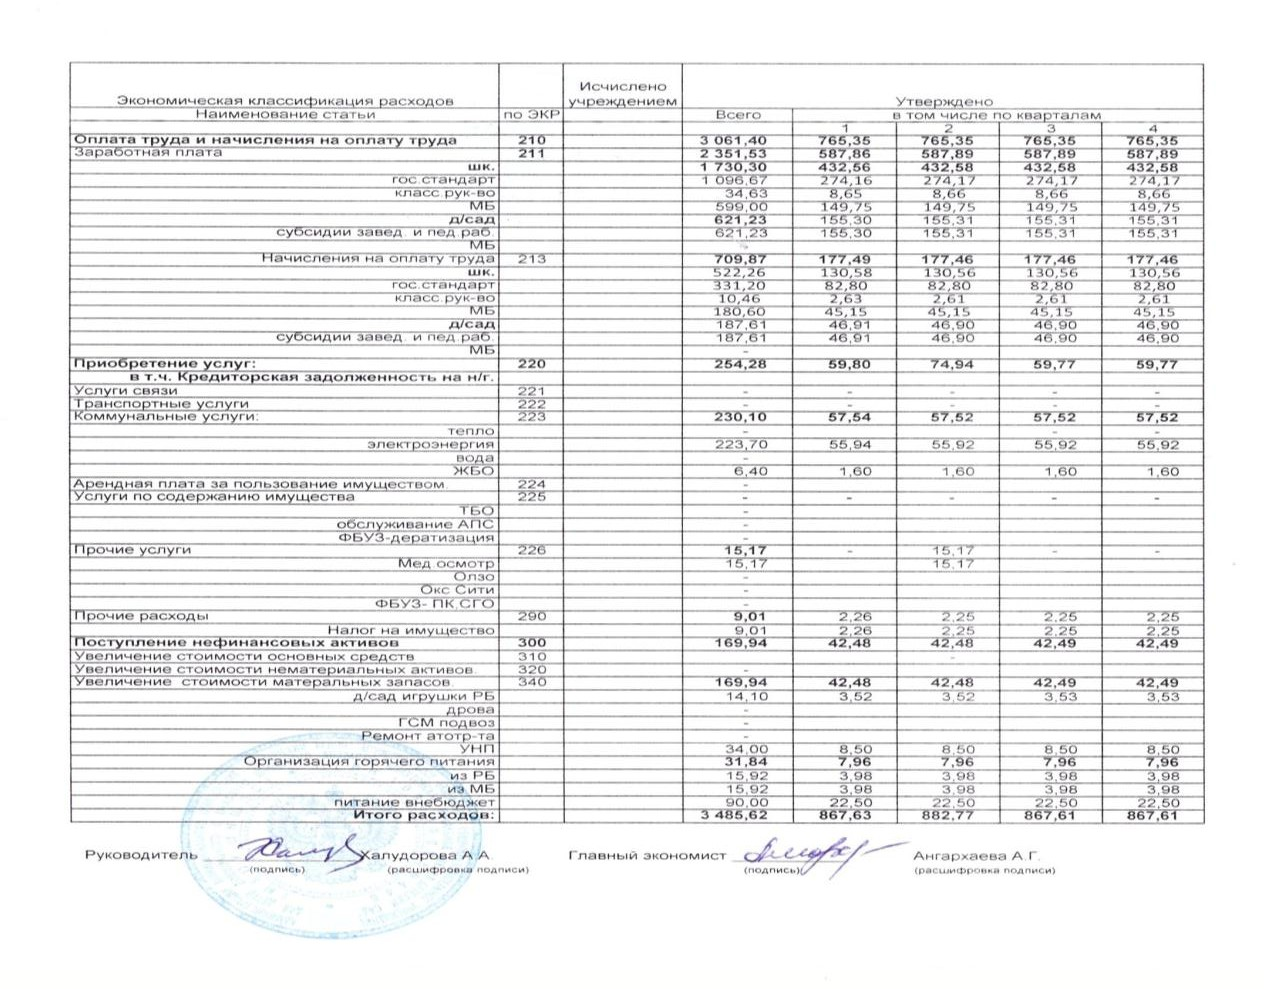 Исчислено
Экономическая классификация расходов учреждением Утверждено
Наименование статьи по ЭКР Всего в том числе по кварталам
1 2 3 4
Оплата труда и начисления на оплату труда 210 3 061,40 765,35 765,35 765,35 765,35
Заработная плата 211 2 351,53 587,86 587,89 587,89 587,89
шк. 1 730,30 432,56 432,58 432,58 432,58
гос.стандарт 1 096,67 274,16 274,17 274,17 274,17
класс.рук-во 34,63 8,65 8,66 8,66 8,66
МБ 599,00 149,75 149,75 149,75 149,75
д/сад 621,23 155,30 155,31 155,31 155,31
субсидии завед. и пед.раб. 621,23 155,30 155,31 155,31 155,31
МБ -
Начисления на оплату труда 213 709,87 177,49 177,46 177,46 177,46
шк. 522,26 130,58 130,56 130,56 130,56
гос.стандарт 331,20 82,80 82,80 82,80 82,80
класс.рук-во 10,46 2,63 2,61 2,61 2,61
МБ 180,60 45,15 45,15 45,15 45,15
д/сад 187,61 46,91 46,90 46,90 46,90
субсидии завед. и пед.раб. 187,61 46,91 46,90 46,90 46,90
МБ -
Приобретение услуг: 220 254,28 59,80 74,94 59,77 59,77
в т.ч. Кредиторская задолженность на н/г.
Услуги связи 221 - - - - -
Транспортные услуги 222 - - - - -
Коммунальные услуги: 223 230,10 57,54 57,52 57,52 57,52
тепло - - - -
электроэнергия 223,70 55,94 55,92 55,92 55,92
вода -
ЖБО 6,40 1,60 1,60 1,60 1,60
Арендная плата за пользование имуществом 224 -
Услуги по содержанию имущества 225 - - - - -
ТБО -
обслуживание АПС -
ФБУЗ-дератизация -
Прочие услуги 226 15,17 - 15,17 - -
Мед.осмотр 15,17 15,17
Олзо -
Окс Сити -
ФБУЗ- ПК,СГО -
Прочие расходы 290 9,01 2,26 2,25 2,25 2,25
Налог на имущество 9,01 2,26 2,25 2,25 2,25
Поступление нефинансовых активов 300 169,94 42,48 42,48 42,49 42,49
Увеличение стоимости основных средств 310 -
Увеличение стоимости нематериальных активов 320 -
Увеличение стоимости матеральных запасов 340 169,94 42,48 42,48 42,49 42,49
д/сад игрушки РБ 14,10 3,52 3,52 3,53 3,53
дрова -
ГСМ подвоз -
Ремонт атотр-та -
УНП 34,00 8,50 8,50 8,50 8,50
Организация горячего питания 31,84 7,96 7,96 7,96 7,96
из РБ 15,92 3,98 3,98 3,98 3,98
из МБ 15,92 3,98 3,98 3,98 3,98
питание внебюджет 90,00 22,50 22,50 22,50 22,50
Итого расходов: 3 485,62 867,63 882,77 867,61 867,61
Руководитель Халудорова А.А. Главный экономист Ангархаева А.Г.
(подпись) (расшифровка подписи) (подпись) (расшифровка подписи)